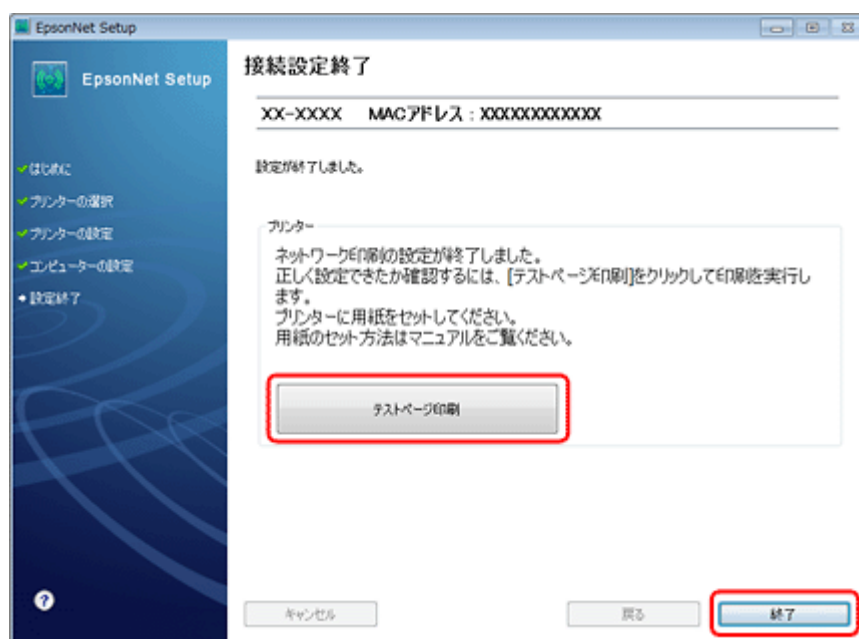 EpsonNet Setup
EpsonNet Setup
はじめに
プリンターの選択
プリンターの設定
コンピューターの設定
設定終了
接続設定終了
XX-XXXX MACアドレス：XXXXXXXXXXXX
設定が終了しました。
プリンター
ネットワーク印刷の設定が終了しました。
正しく設定できたか確認するには、[テストページ印刷]をクリックして印刷を実行し
ます。
プリンターに用紙をセットしてください。
用紙のセット方法はマニュアルをご覧ください。
テストページ印刷
?
キャンセル
戻る
終了